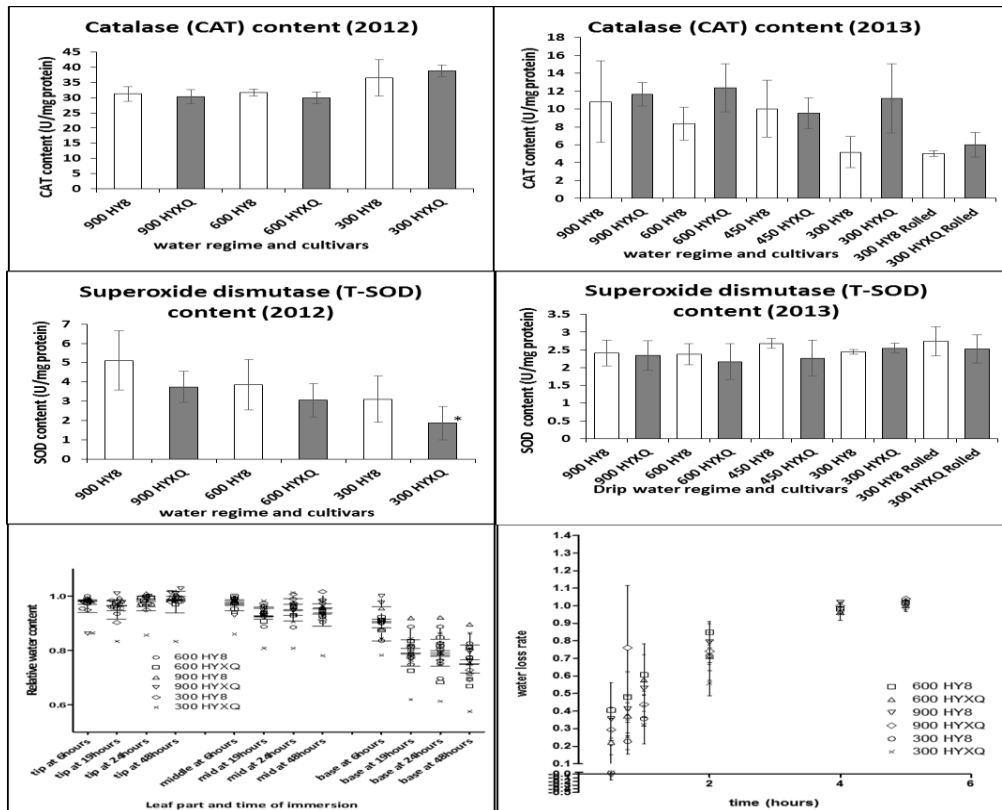 Catalase (CAT) content (2012)
CAT content (U/mg protein)
45
40
35
30
25
20
15
10
5
0
900 HY8
900 HYXQ
600 HY8
600 HYXQ
300 HY8
300 HYXQ
water regime and cultivars
Catalase (CAT) content (2013)
CAT content (U/mg protein)
18
16
14
12
10
8
6
4
2
0
900 HY8
900 HYXQ
600 HY8
600 HYXQ
450 HY8
450 HYXQ
300 HY8
300 HYXQ
300 HY8 Rolled
300 HYXQ Rolled
water regime and cultivars
Superoxide dismutase (T-SOD)
content (2012)
SOD content (U/mg protein)
7
6
5
4
3
2
1
0
*
900 HY8
900 HYXQ
600 HY8
600 HYXQ
300 HY8
300 HYXQ
water regime and cultivars
Superoxide dismutase (T-SOD)
content (2013)
SOD content (U/mg protein)
3.5
3
2.5
2
1.5
1
0.5
0
900 HY8
900 HYXQ
600 HY8
600 HYXQ
450 HY8
450 HYXQ
300 HY8
300 HYXQ
300 HY8 Rolled
300 HYXQ Rolled
Drip water regime and cultivars
Relative water content
1.0
0.8
0.6
600 HY8
600 HYXQ
900 HY8
900 HYXQ
300 HY8
300 HYXQ
tip at 6hours
tip at 19hours
tip at 24hours
tip at 48hours
middle at 6hours
mid at 19hours
mid at 24hours
mid at 48hours
base at 6hours
base at 19hours
base at 24hours
base at 48hours
Leaf part and time of immersion
water loss rate
1.4
1.3
1.2
1.1
1.0
0.9
0.8
0.7
0.6
0.5
0.4
0.3
0.2
0.1
600 HY8
600 HYXQ
900 HY8
900 HYXQ
300 HY8
300 HYXQ
2
4
6
time (hours)